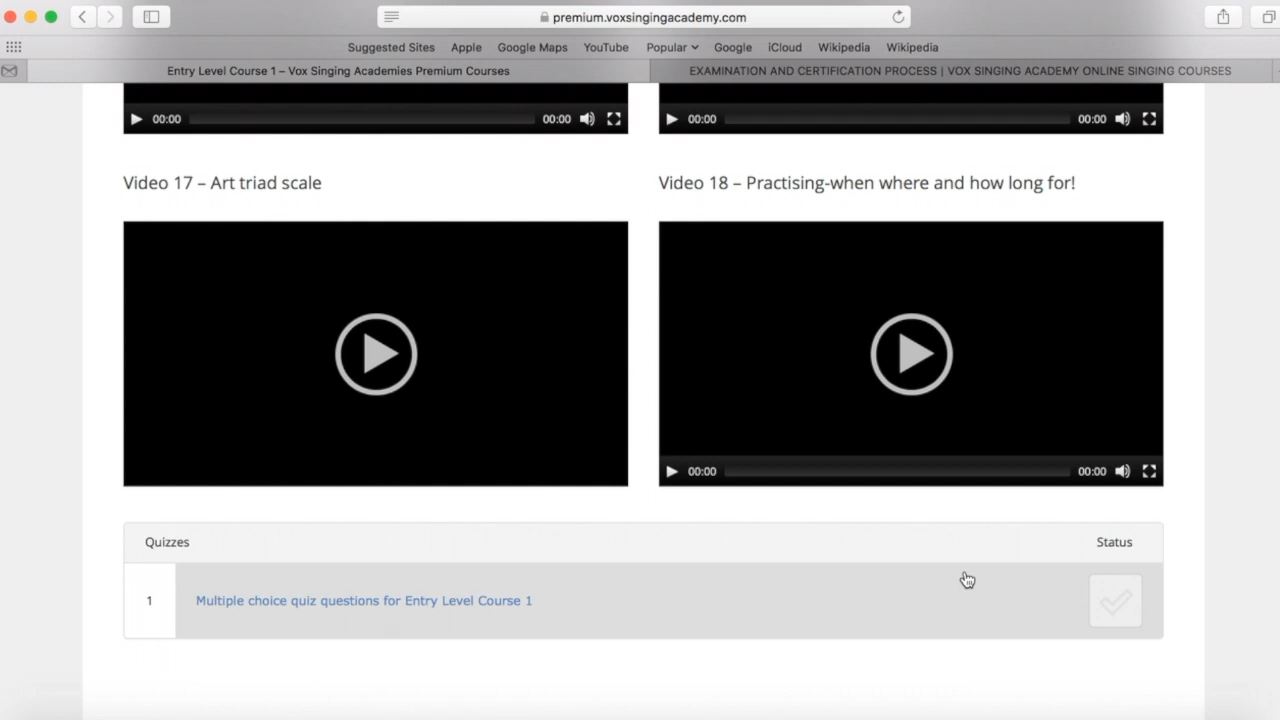 premium.voxsingingacademy.com
Suggested Sites Apple Google Maps YouTube Popular Google iCloud Wikipedia Wikipedia
Entry Level Course 1 – Vox Singing Academies Premium Courses
EXAMINATION AND CERTIFICATION PROCESS | VOX SINGING ACADEMY ONLINE SINGING COURSES
00:00 00:00
00:00 00:00
Video 17 – Art triad scale
Video 18 – Practising-when where and how long for!
00:00 00:00
Quizzes Status
1 Multiple choice quiz questions for Entry Level Course 1